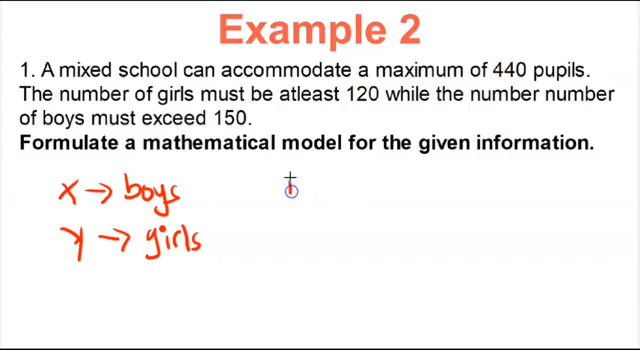 Example 2
1. A mixed school can accommodate a maximum of 440 pupils.
The number of girls must be atleast 120 while the number number
of boys must exceed 150.
Formulate a mathematical model for the given information.
x → boys
y → girls